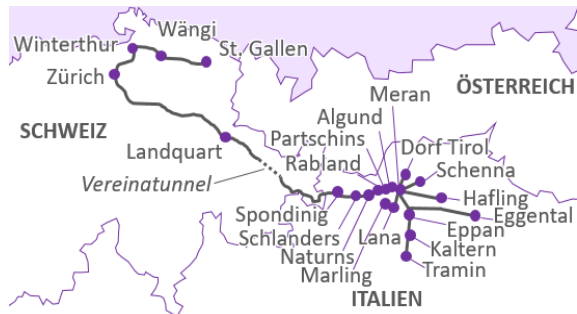 Wängi
Winterthur
St. Gallen
Zürich
ÖSTERREICH
Meran
Algund
SCHWEIZ
Partschins
Dorf Tirol
Landquart
Rabland
Schenna
Vereinatunnel
Hafling
Spondinig
Eggental
Schlanders
Lana
Eppan
Naturns
Kaltern
Marling
Tramin
ITALIEN